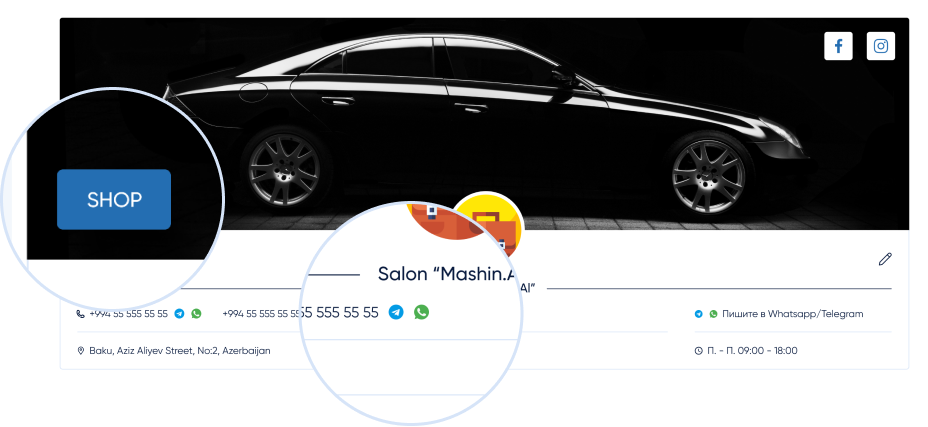 SHOP
Salon “Mashin.A
Al”
+994 55 555 55 55
+994 55 555 55 55
55 555 55 55
Пишите в Whatsapp/Telegram
Baku, Aziz Aliyev Street, No:2, Azerbaijan
П. - П. 09:00 - 18:00